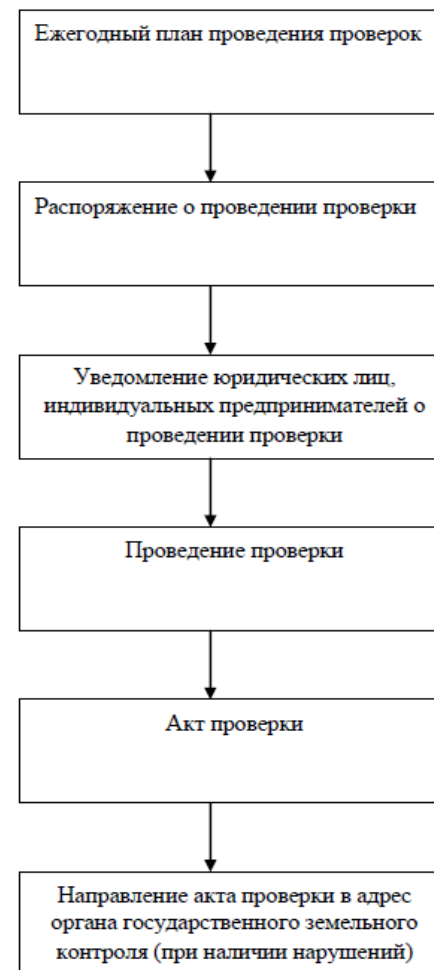 Ежегодный план проведения проверок
Распоряжение о проведении проверки
Уведомление юридических лиц,
индивидуальных предпринимателей о
проведении проверки
Проведение проверки
Акт проверки
Направление акта проверки в адрес
органа государственного земельного
контроля (при наличии нарушений)